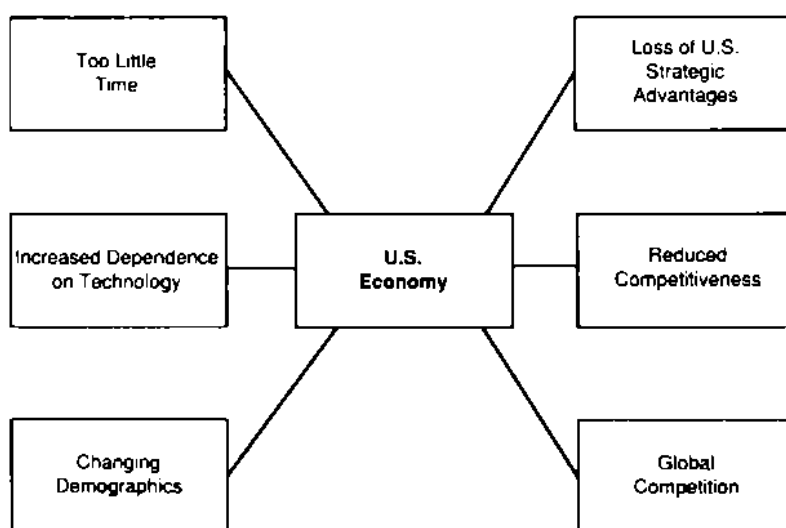 Too Little
Time
Loss of U.S.
Strategic
Advantages
Increased Dependence
on Technology
U.S.
Economy
Reduced
Competitiveness
Changing
Demographics
Global
Competition